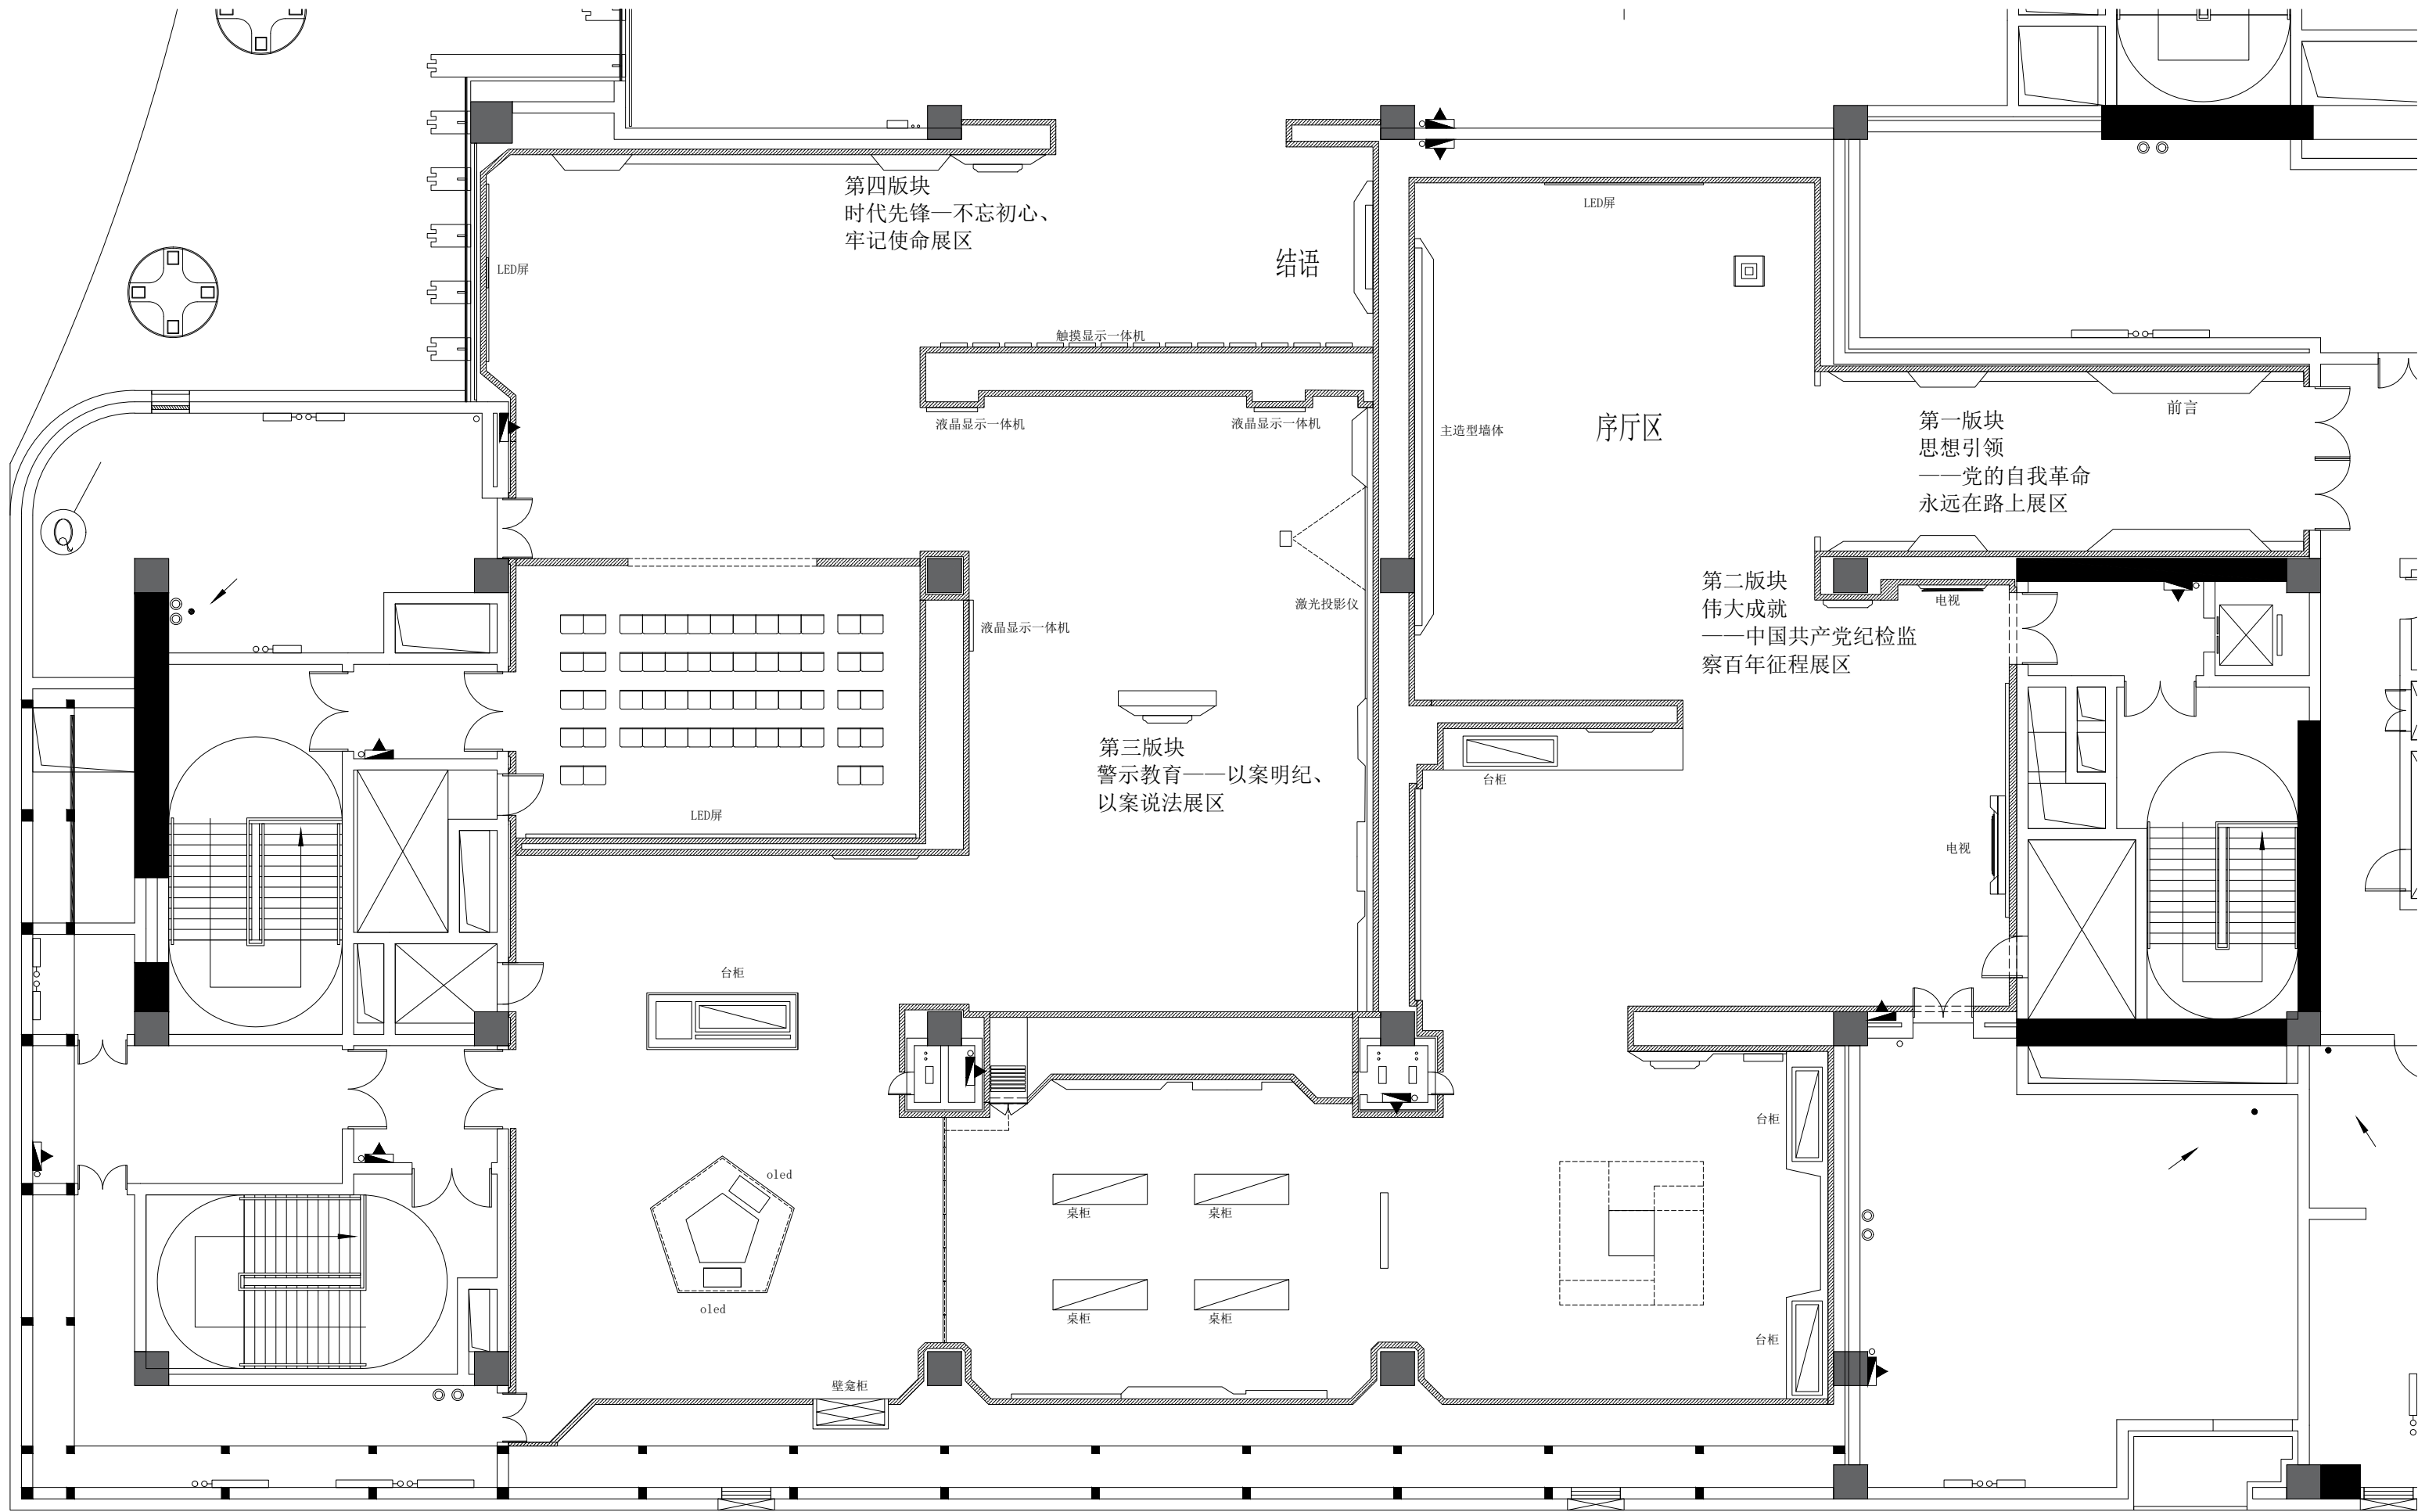 第四版块
时代先锋—不忘初心、
牢记使命展区
LED屏
结语
LED屏
触摸显示一体机
液晶显示一体机
液晶显示一体机
主造型墙体
序厅区
第一版块
思想引领
——党的自我革命
永远在路上展区
前言
激光投影仪
液晶显示一体机
第二版块
伟大成就
——中国共产党纪检监
察百年征程展区
电视
第三版块
警示教育——以案明纪、
以案说法展区
LED屏
台柜
电视
台柜
oled
oled
桌柜
桌柜
桌柜
桌柜
台柜
台柜
壁龛柜